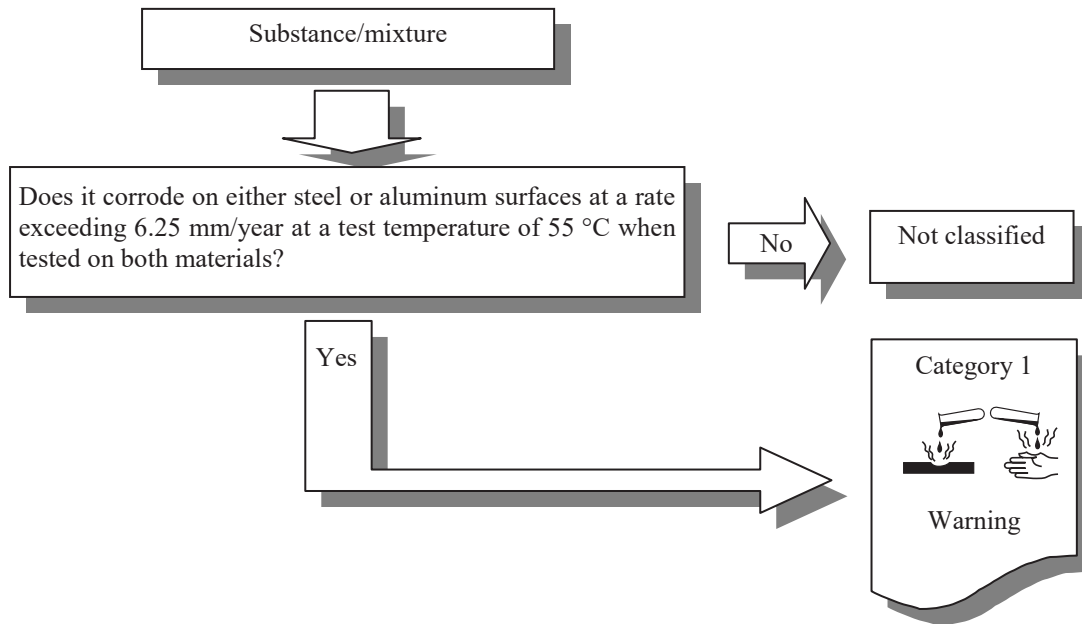 Substance/mixture
Does it corrode on either steel or aluminum surfaces at a rate
exceeding 6.25 mm/year at a test temperature of 55 °C when
tested on both materials?
No
Not classified
Yes
Category 1
Warning